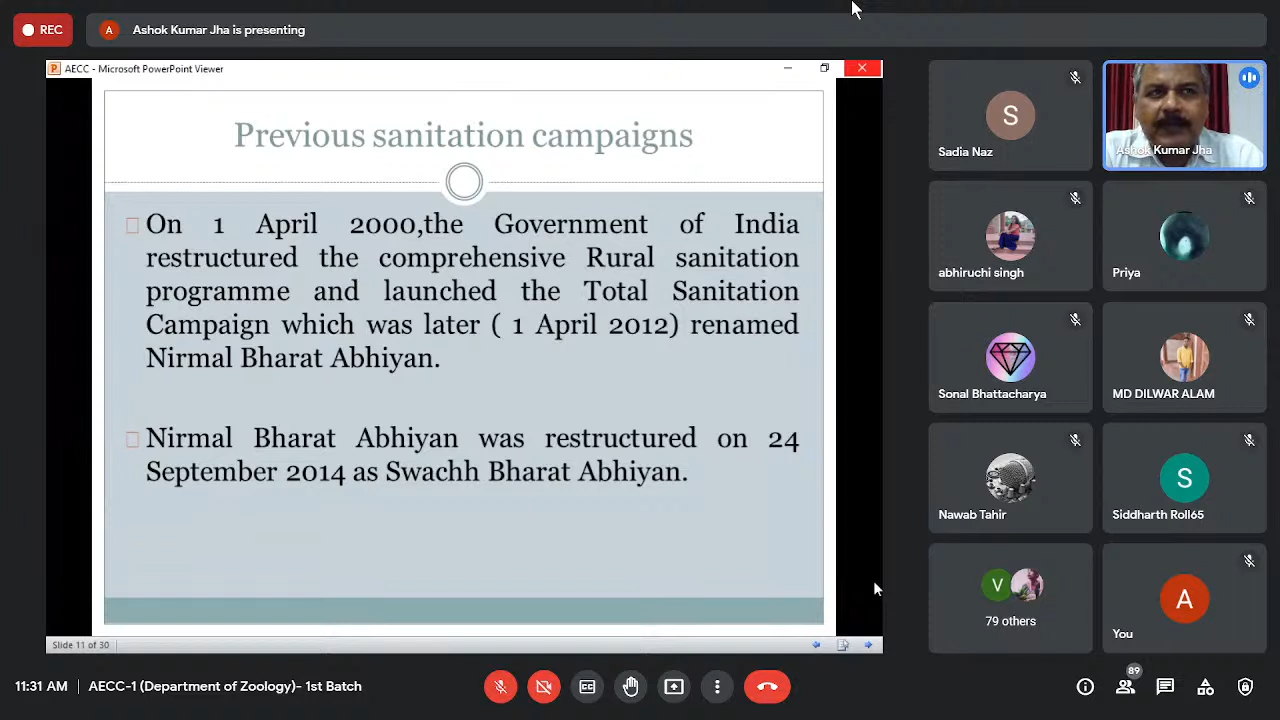 REC
A
Ashok Kumar Jha is presenting
P
AECC - Microsoft PowerPoint Viewer
Previous sanitation campaigns
On 1 April 2000,the Government of India
restructured the comprehensive Rural sanitation
programme and launched the Total Sanitation
Campaign which was later ( 1 April 2012) renamed
Nirmal Bharat Abhiyan.
Nirmal Bharat Abhiyan was restructured on 24
September 2014 as Swachh Bharat Abhiyan.
Slide 11 of 30
S
Sadia Naz
Ashok Kumar Jha
abhiruchi singh
Priya
Sonal Bhattacharya
MD DILWAR ALAM
Nawab Tahir
S
Siddharth Roll65
V
79 others
A
You
11:31 AM
AECC-1 (Department of Zoology)- 1st Batch
CC
89